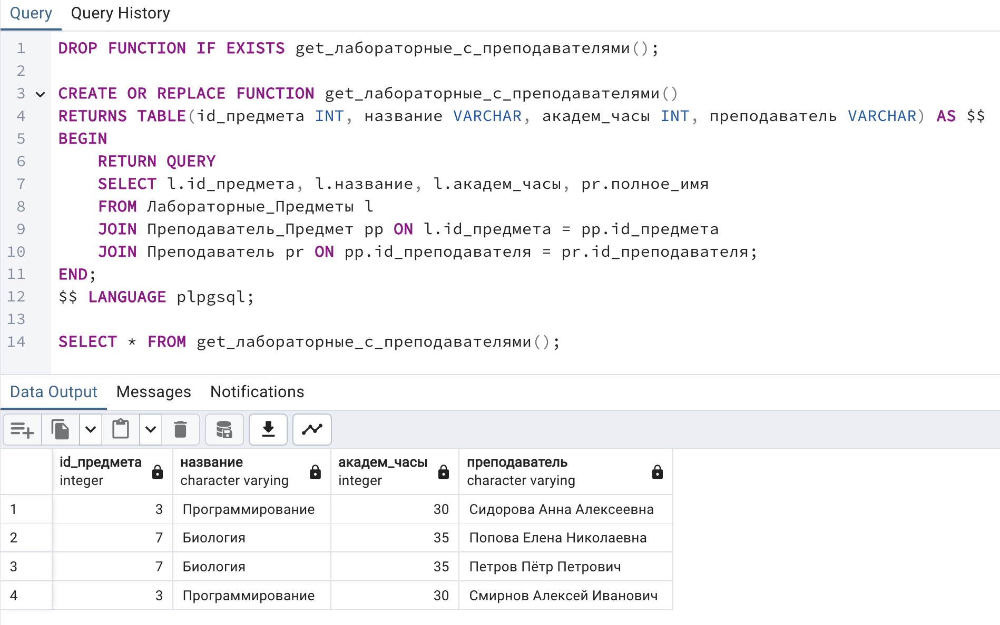 Query Query History
1 DROP FUNCTION IF EXISTS get_лабораторные_с_преподавателями();
2
3 CREATE OR REPLACE FUNCTION get_лабораторные_с_преподавателями()
4 RETURNS TABLE(id_предмета INT, название VARCHAR, академ_часы INT, преподаватель VARCHAR) AS $$
5 BEGIN
6 RETURN QUERY
7 SELECT l.id_предмета, l.название, l.академ_часы, pr.полное_имя
8 FROM Лабораторные_Предметы l
9 JOIN Преподаватель_Предмет pp ON l.id_предмета = pp.id_предмета
10 JOIN Преподаватель pr ON pp.id_преподавателя = pr.id_преподавателя;
11 END;
12 $$ LANGUAGE plpgsql;
13
14 SELECT * FROM get_лабораторные_с_преподавателями();
Data Output Messages Notifications
id_предмета название академ_часы преподаватель
integer character varying integer character varying
1 3 Программирование 30 Сидорова Анна Алексеевна
2 7 Биология 35 Попова Елена Николаевна
3 7 Биология 35 Петров Пётр Петрович
4 3 Программирование 30 Смирнов Алексей Иванович